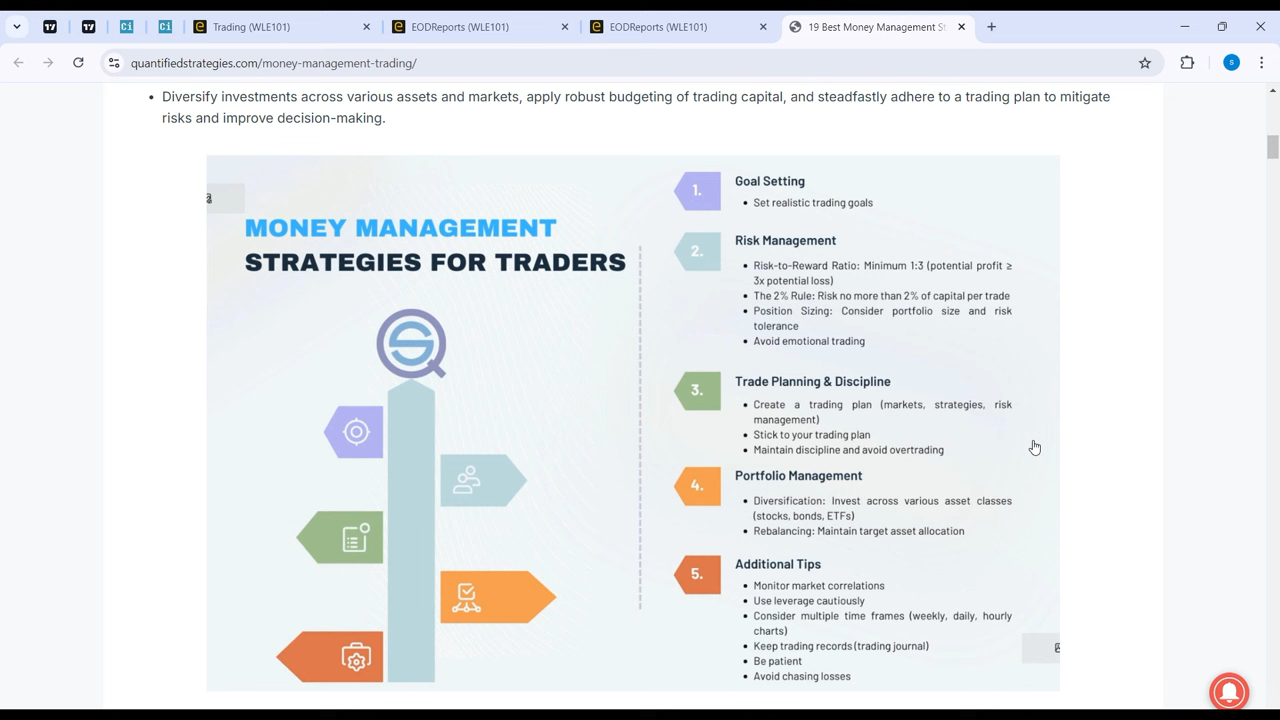 Trading (WLE101)
EODReports (WLE101)
EODReports (WLE101)
19 Best Money Management St
quantifiedstrategies.com/money-management-trading/
S
• Diversify investments across various assets and markets, apply robust budgeting of trading capital, and steadfastly adhere to a trading plan to mitigate
risks and improve decision-making.
MONEY MANAGEMENT
STRATEGIES FOR TRADERS
1.
Goal Setting
• Set realistic trading goals
2.
Risk Management
• Risk-to-Reward Ratio: Minimum 1:3 (potential profit ≥
3x potential loss)
• The 2% Rule: Risk no more than 2% of capital per trade
• Position Sizing: Consider portfolio size and risk
tolerance
• Avoid emotional trading
3.
Trade Planning & Discipline
• Create a trading plan (markets, strategies, risk
management)
• Stick to your trading plan
• Maintain discipline and avoid overtrading
4.
Portfolio Management
• Diversification: Invest across various asset classes
(stocks, bonds, ETFs)
• Rebalancing: Maintain target asset allocation
5.
Additional Tips
• Monitor market correlations
• Use leverage cautiously
• Consider multiple time frames (weekly, daily, hourly
charts)
• Keep trading records (trading journal)
• Be patient
• Avoid chasing losses